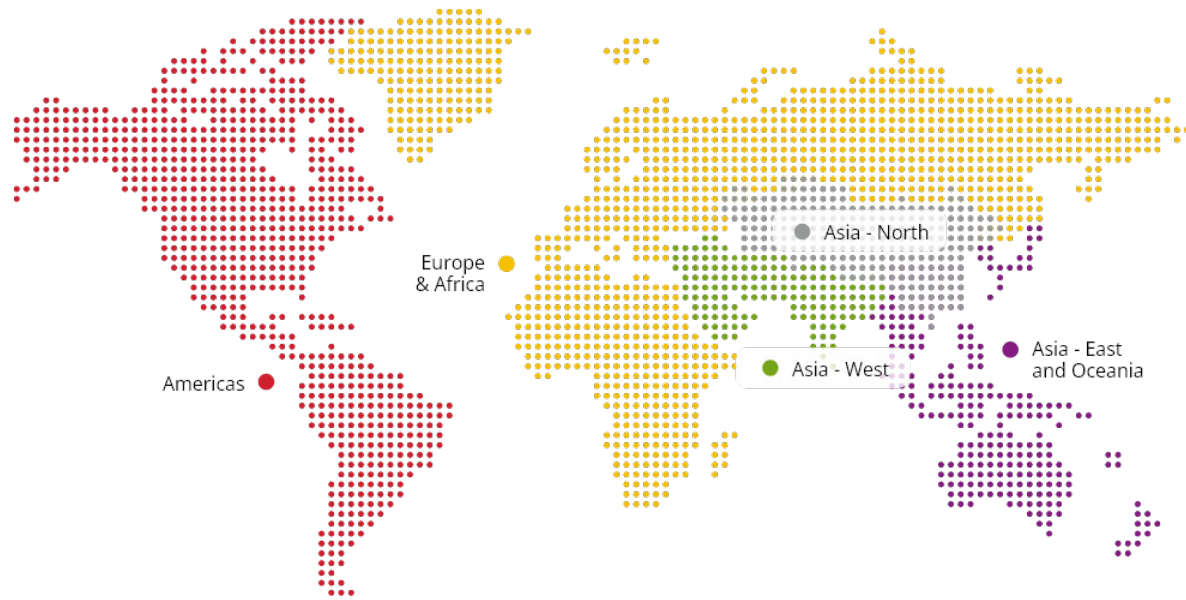 Asia - North
Europe
& Africa
Asia - East
and Oceania
Asia - West
Americas